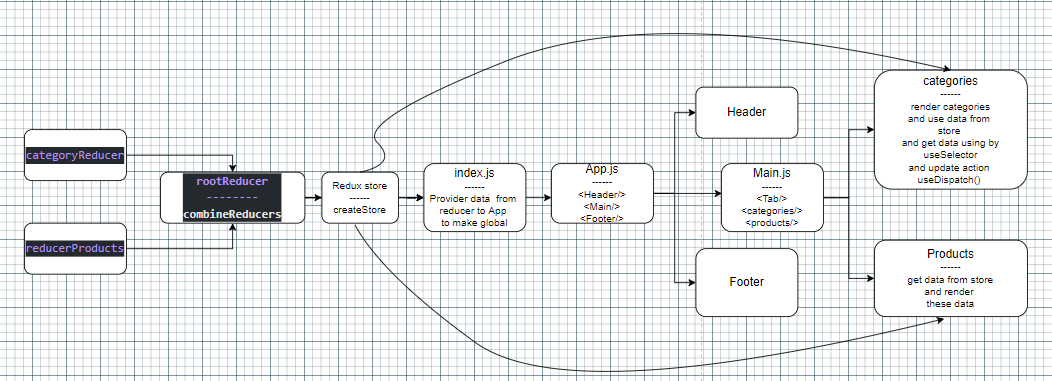 categoryReducer
reducerProducts
rootReducer
---------
combineReducers
Redux store
------
createStore
index.js
------
Provider data from
reducer to App
to make global
App.js
------
<Header/>
<Main/>
<Footer/>
Header
Main.js
------
<Tab/>
<categories/>
<products/>
Footer
categories
------
render categories
and use data from
store
and get data using by
useSelector
and update action
useDispatch()
Products
------
get data from store
and render
these data